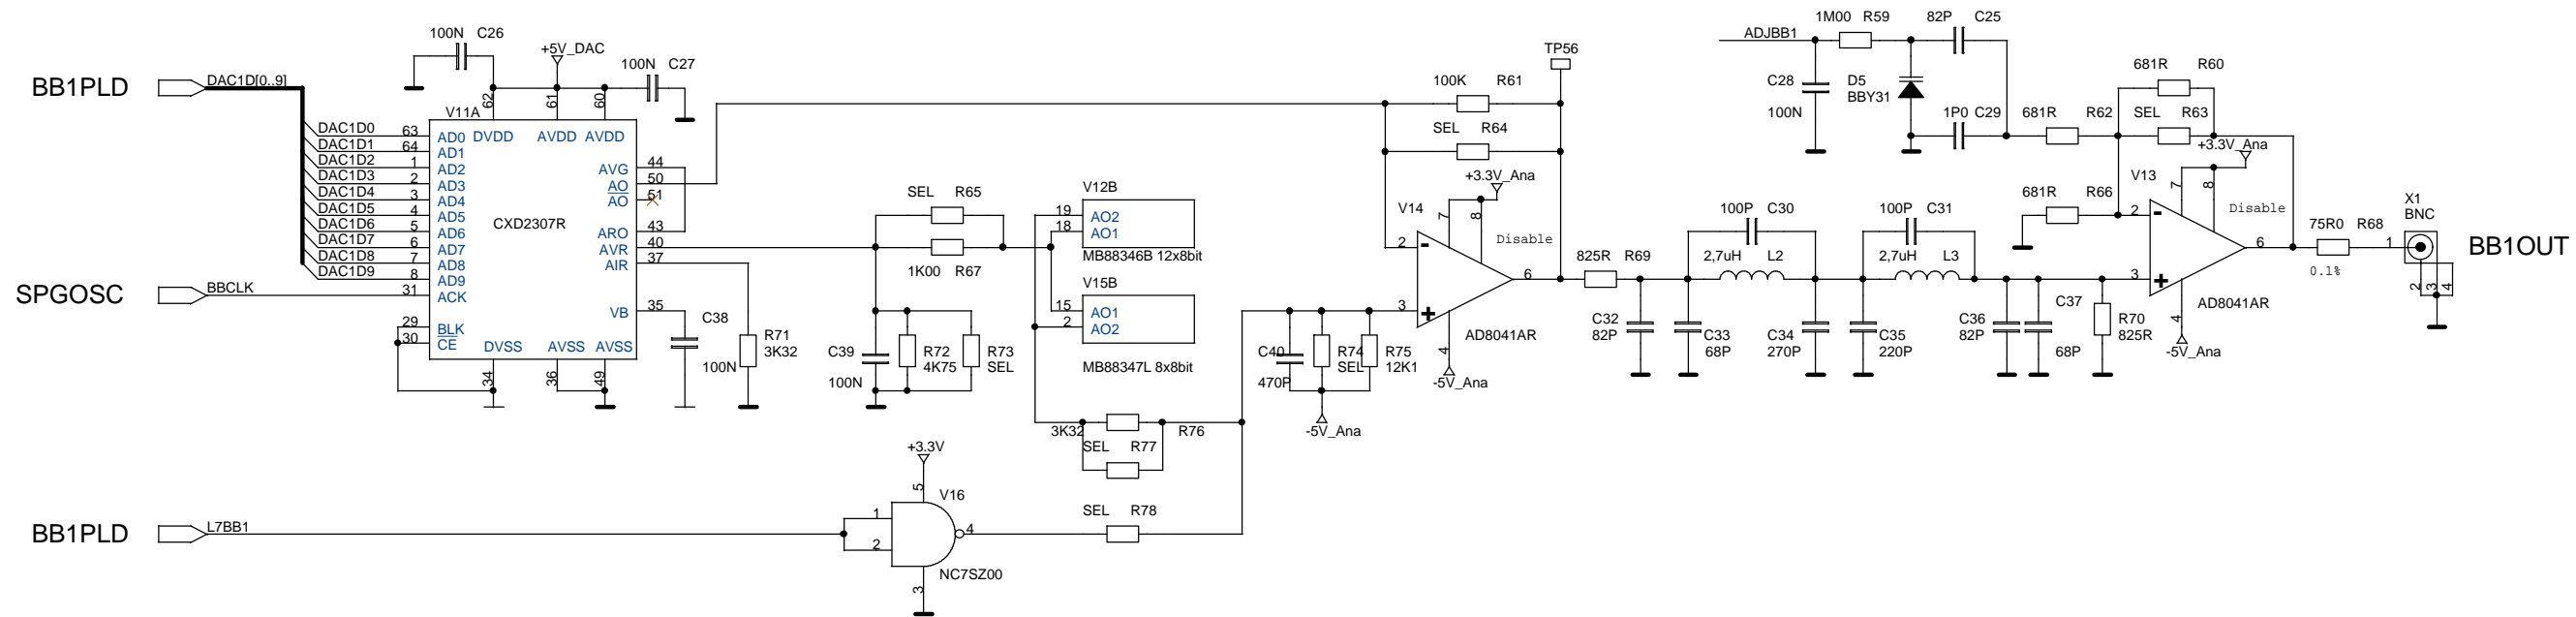 BB1PLD
DAC1D[0..9]
100N C26
+5V_DAC
100N C27
62
61
60
V11A
DAC1D0 63 AD0
DAC1D1 64 AD1
DAC1D2 1 AD2
DAC1D3 2 AD3
DAC1D4 3 AD4
DAC1D5 4 AD5
DAC1D6 5 AD6
DAC1D7 6 AD7
DAC1D8 7 AD8
DAC1D9 8 AD9
SPGOSC
BBCLK 31 ACK
29 BLK
30 CE
DVDD AVDD AVDD
CXD2307R
AVG 44
AO 50
AO 51
ARO 43
AVR 40
AIR 37
VB 35
DVSS AVSS AVSS
34
36
49
C38
100N
R71
3K32
SEL R65
1K00 R67
C39
100N
R72
4K75
R73
SEL
V12B
19 AO2
18 AO1
MB88346B 12x8bit
V15B
15 AO1
2 AO2
MB88347L 8x8bit
3K32 R76
SEL R77
SEL R78
BB1PLD
L7BB1
+3.3V
5
V16
1
2
4
NC7SZ00
3
C40
470P
R74
SEL
R75
12K1
-5V_Ana
100K R61
SEL R64
TP56
+3.3V_Ana
V14
7
8
Disable
2 -
3 +
6
4
AD8041AR
-5V_Ana
825R R69
C32
82P
100P C30
2,7uH L2
C33
68P
C34
270P
100P C31
2,7uH L3
C35
220P
C36
82P
C37
68P
R70
825R
ADJBB1
1M00 R59
82P C25
C28
100N
D5
BBY31
1P0 C29
681R R62
681R R60
SEL R63
+3.3V_Ana
681R R66
V13
7
8
Disable
2 -
3 +
6
4
AD8041AR
-5V_Ana
75R0 R68
0.1%
X1
BNC
1
2
3
4
BB1OUT